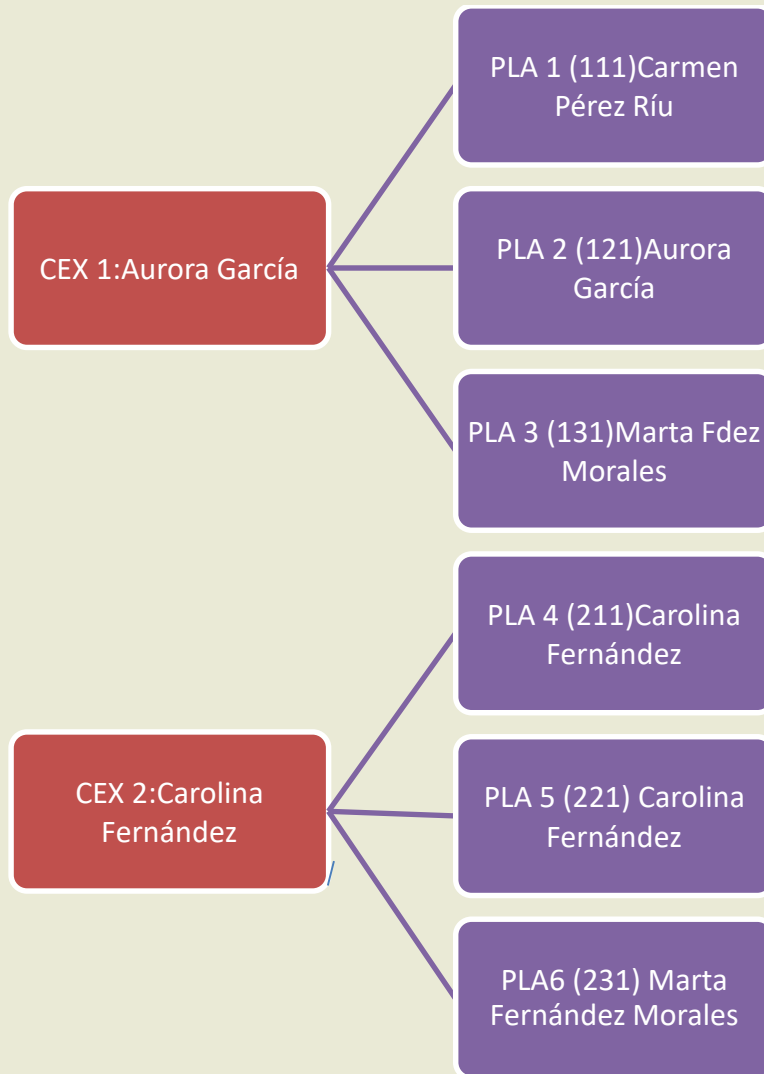 CEX 1:Aurora García
PLA 1 (111)Carmen
Pérez Ríu
PLA 2 (121)Aurora
García
PLA 3 (131)Marta Fdez
Morales
CEX 2:Carolina
Fernández
PLA 4 (211)Carolina
Fernández
PLA 5 (221) Carolina
Fernández
PLA6 (231) Marta
Fernández Morales